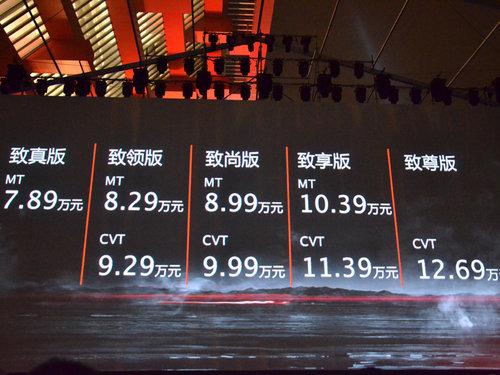 致真版
MT
7.89万元
致领版
MT
8.29万元
CVT
9.29万元
致尚版
MT
8.99万元
CVT
9.99万元
致享版
MT
10.39万元
CVT
11.39万元
致尊版
CVT
12.69万